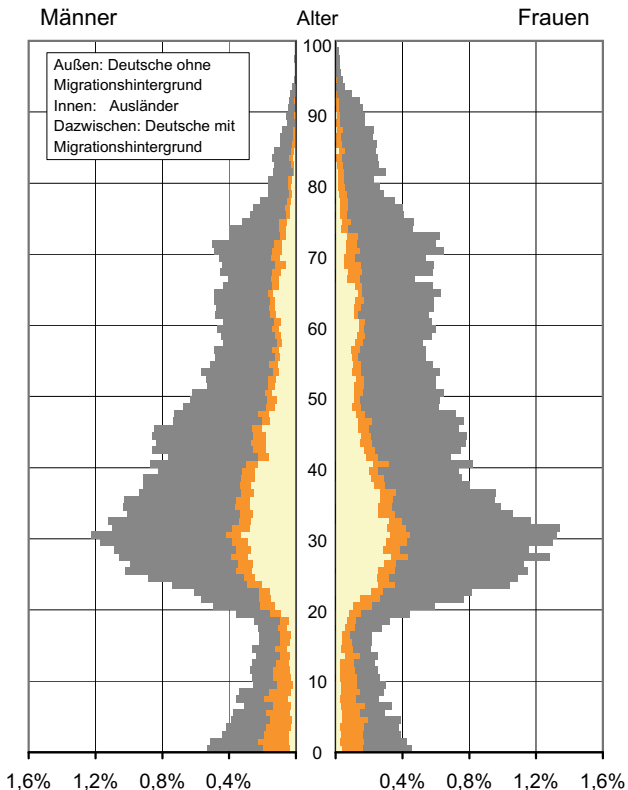 Männer Alter Frauen
100
Außen: Deutsche ohne
Migrationshintergrund
Innen: Ausländer
Dazwischen: Deutsche mit
Migrationshintergrund
90
80
70
60
50
40
30
20
10
0
1,6% 1,2% 0,8% 0,4% 0,4% 0,8% 1,2% 1,6%